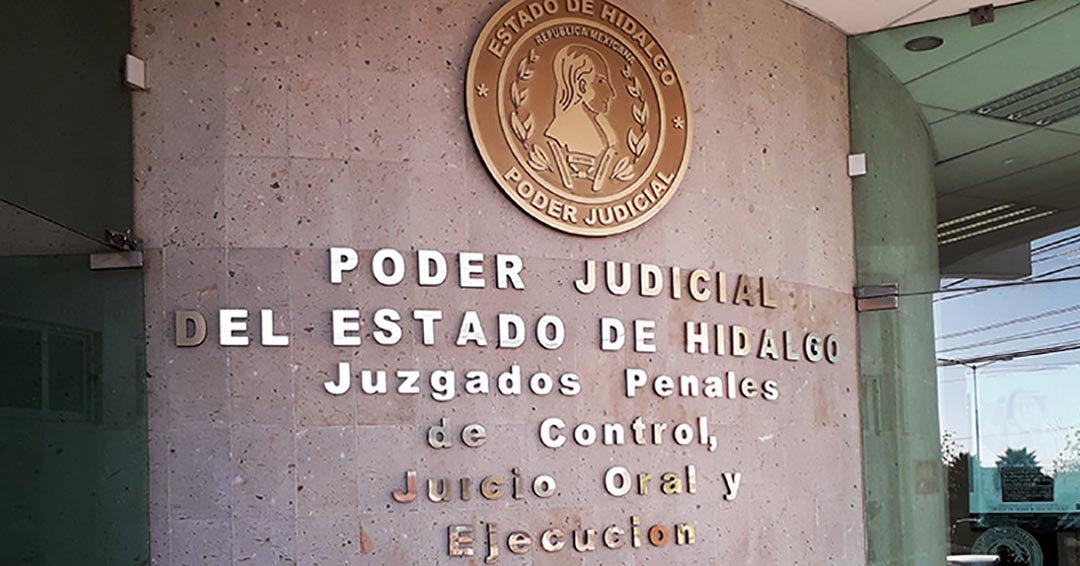 ESTADO DE HIDALGO
REPÚBLICA MEXICANA
PODER JUDICIAL
PODER JUDICIAL
DEL ESTADO DE HIDALGO
Juzgados Penales
de Control,
Juicio Oral y
Ejecucion